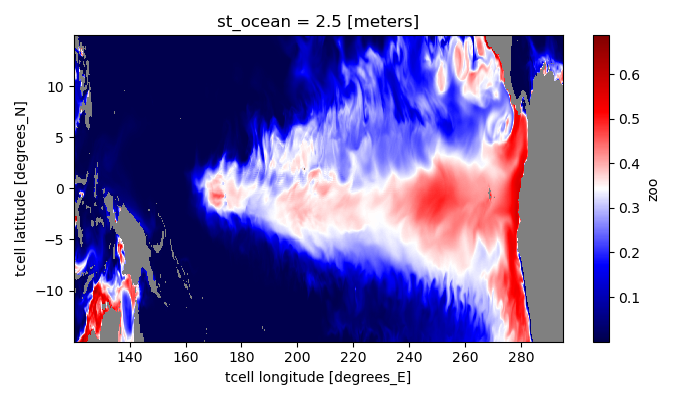 st_ocean = 2.5 [meters]
10
5
0
−5
−10
tcell latitude [degrees_N]
140 160 180 200 220 240 260 280
tcell longitude [degrees_E]
0.6
0.5
0.4
0.3
0.2
0.1
zoo